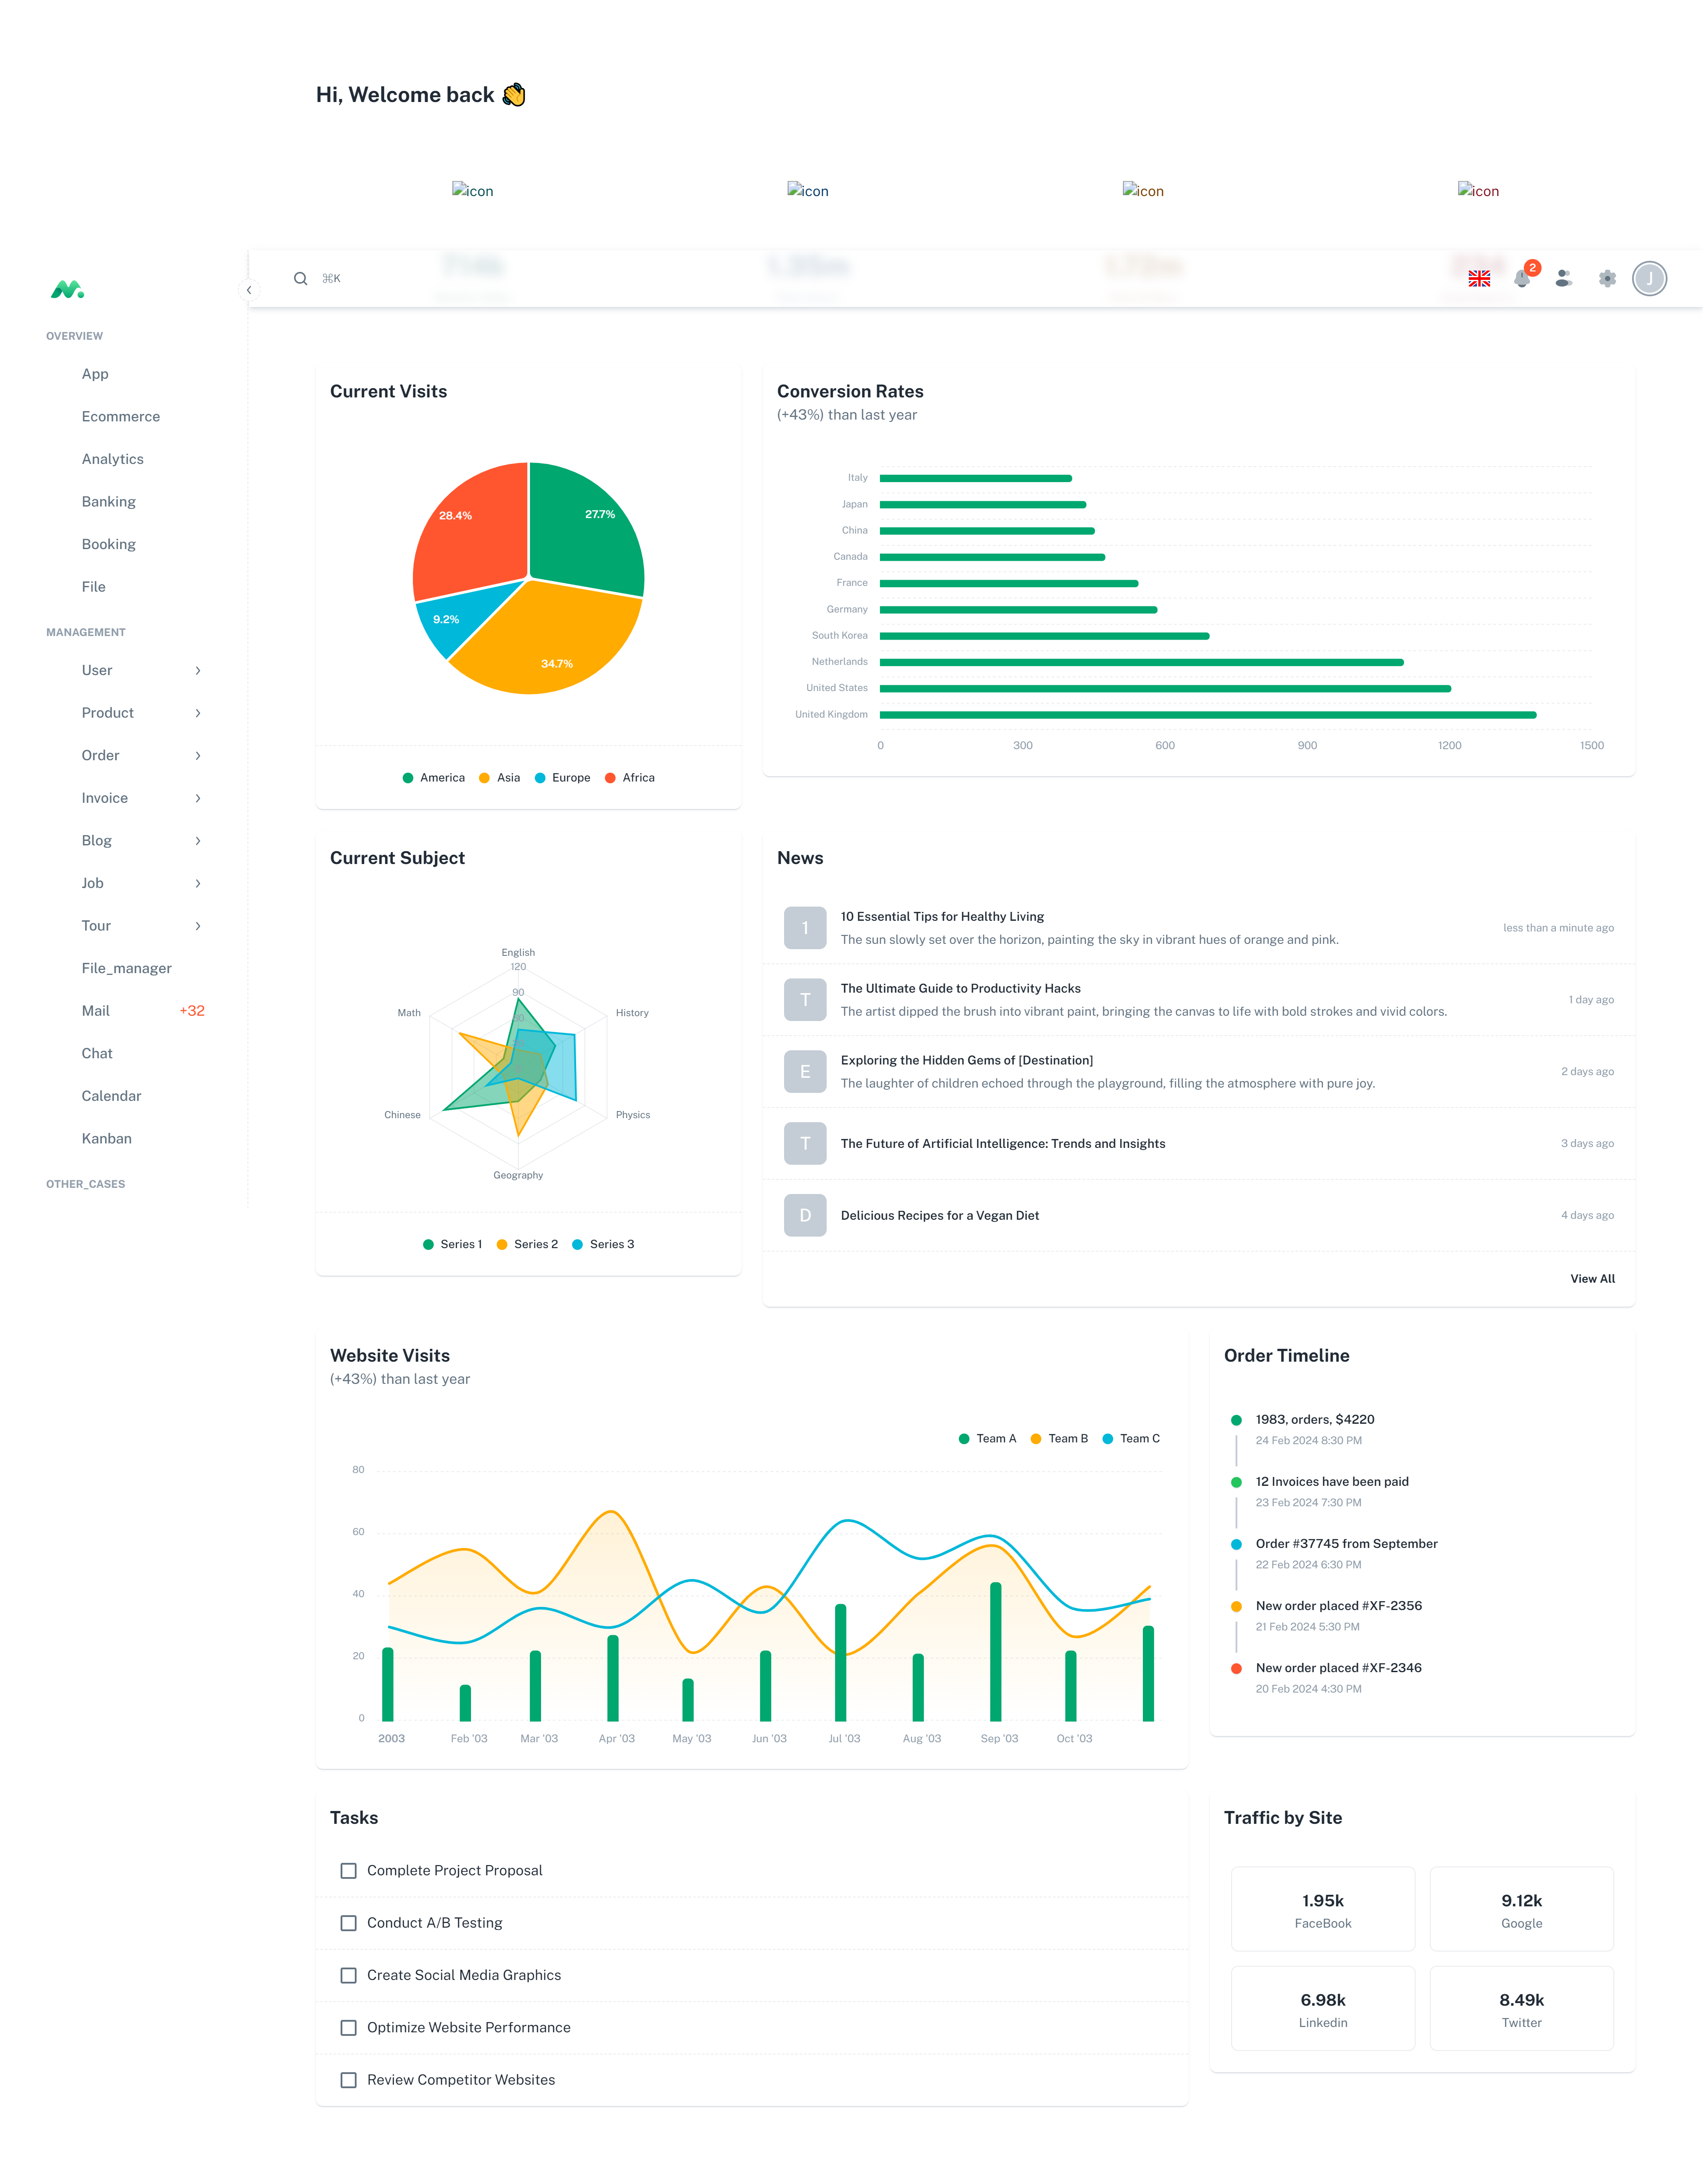 Hi, Welcome back 👋
icon
icon
icon
icon
714k
1.35m
1.72m
234
⌘K
2
J
OVERVIEW
App
Ecommerce
Analytics
Banking
Booking
File
MANAGEMENT
User
Product
Order
Invoice
Blog
Job
Tour
File_manager
Mail +32
Chat
Calendar
Kanban
OTHER_CASES
Current Visits
28.4%
27.7%
9.2%
34.7%
America Asia Europe Africa
Conversion Rates
(+43%) than last year
Italy
Japan
China
Canada
France
Germany
South Korea
Netherlands
United States
United Kingdom
0 300 600 900 1200 1500
Current Subject
English
120
90
Math
History
Chinese
Physics
Geography
Series 1 Series 2 Series 3
News
1
10 Essential Tips for Healthy Living
The sun slowly set over the horizon, painting the sky in vibrant hues of orange and pink.
less than a minute ago
T
The Ultimate Guide to Productivity Hacks
The artist dipped the brush into vibrant paint, bringing the canvas to life with bold strokes and vivid colors.
1 day ago
E
Exploring the Hidden Gems of [Destination]
The laughter of children echoed through the playground, filling the atmosphere with pure joy.
2 days ago
T
The Future of Artificial Intelligence: Trends and Insights
3 days ago
D
Delicious Recipes for a Vegan Diet
4 days ago
View All
Website Visits
(+43%) than last year
Team A Team B Team C
80
60
40
20
0
2003 Feb '03 Mar '03 Apr '03 May '03 Jun '03 Jul '03 Aug '03 Sep '03 Oct '03
Order Timeline
1983, orders, $4220
24 Feb 2024 8:30 PM
12 Invoices have been paid
23 Feb 2024 7:30 PM
Order #37745 from September
22 Feb 2024 6:30 PM
New order placed #XF-2356
21 Feb 2024 5:30 PM
New order placed #XF-2346
20 Feb 2024 4:30 PM
Tasks
Complete Project Proposal
Conduct A/B Testing
Create Social Media Graphics
Optimize Website Performance
Review Competitor Websites
Traffic by Site
1.95k
FaceBook
9.12k
Google
6.98k
Linkedin
8.49k
Twitter